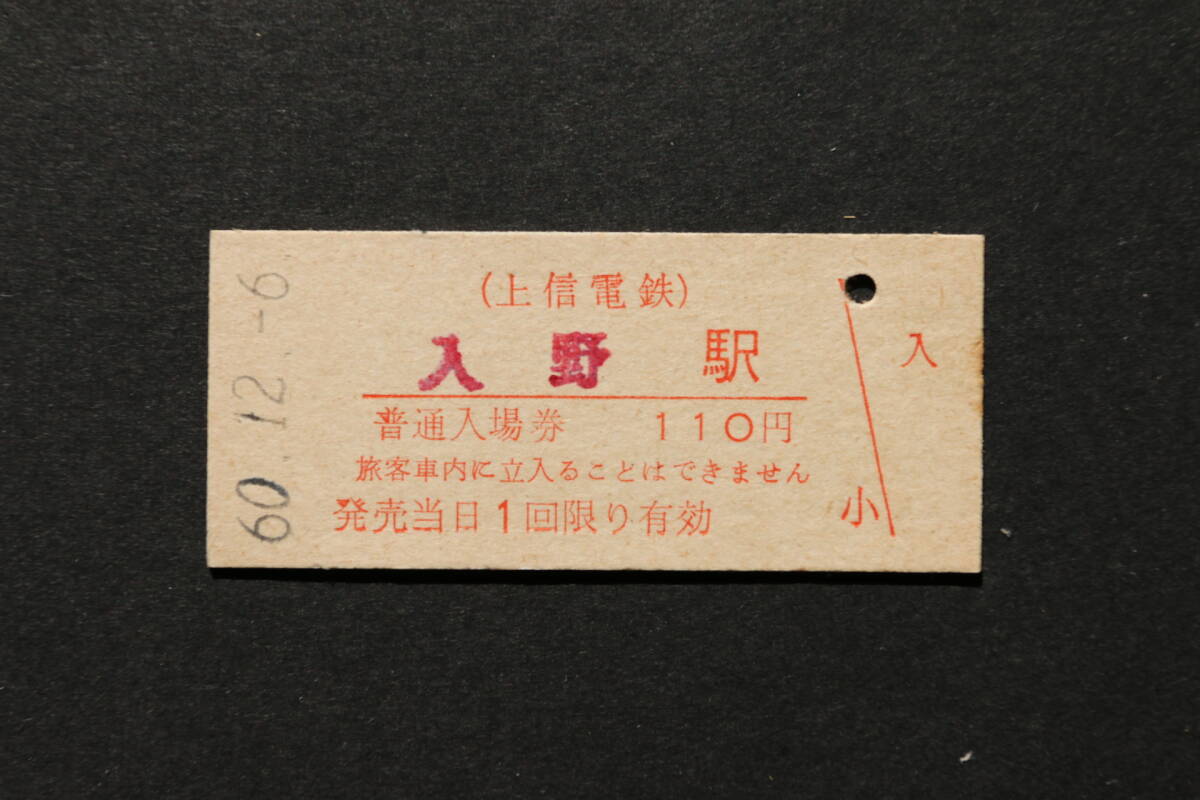 60.12.-6
(上信電鉄)
入野駅
普通入場券 110円
旅客車内に立入ることはできません
発売当日1回限り有効
入
小